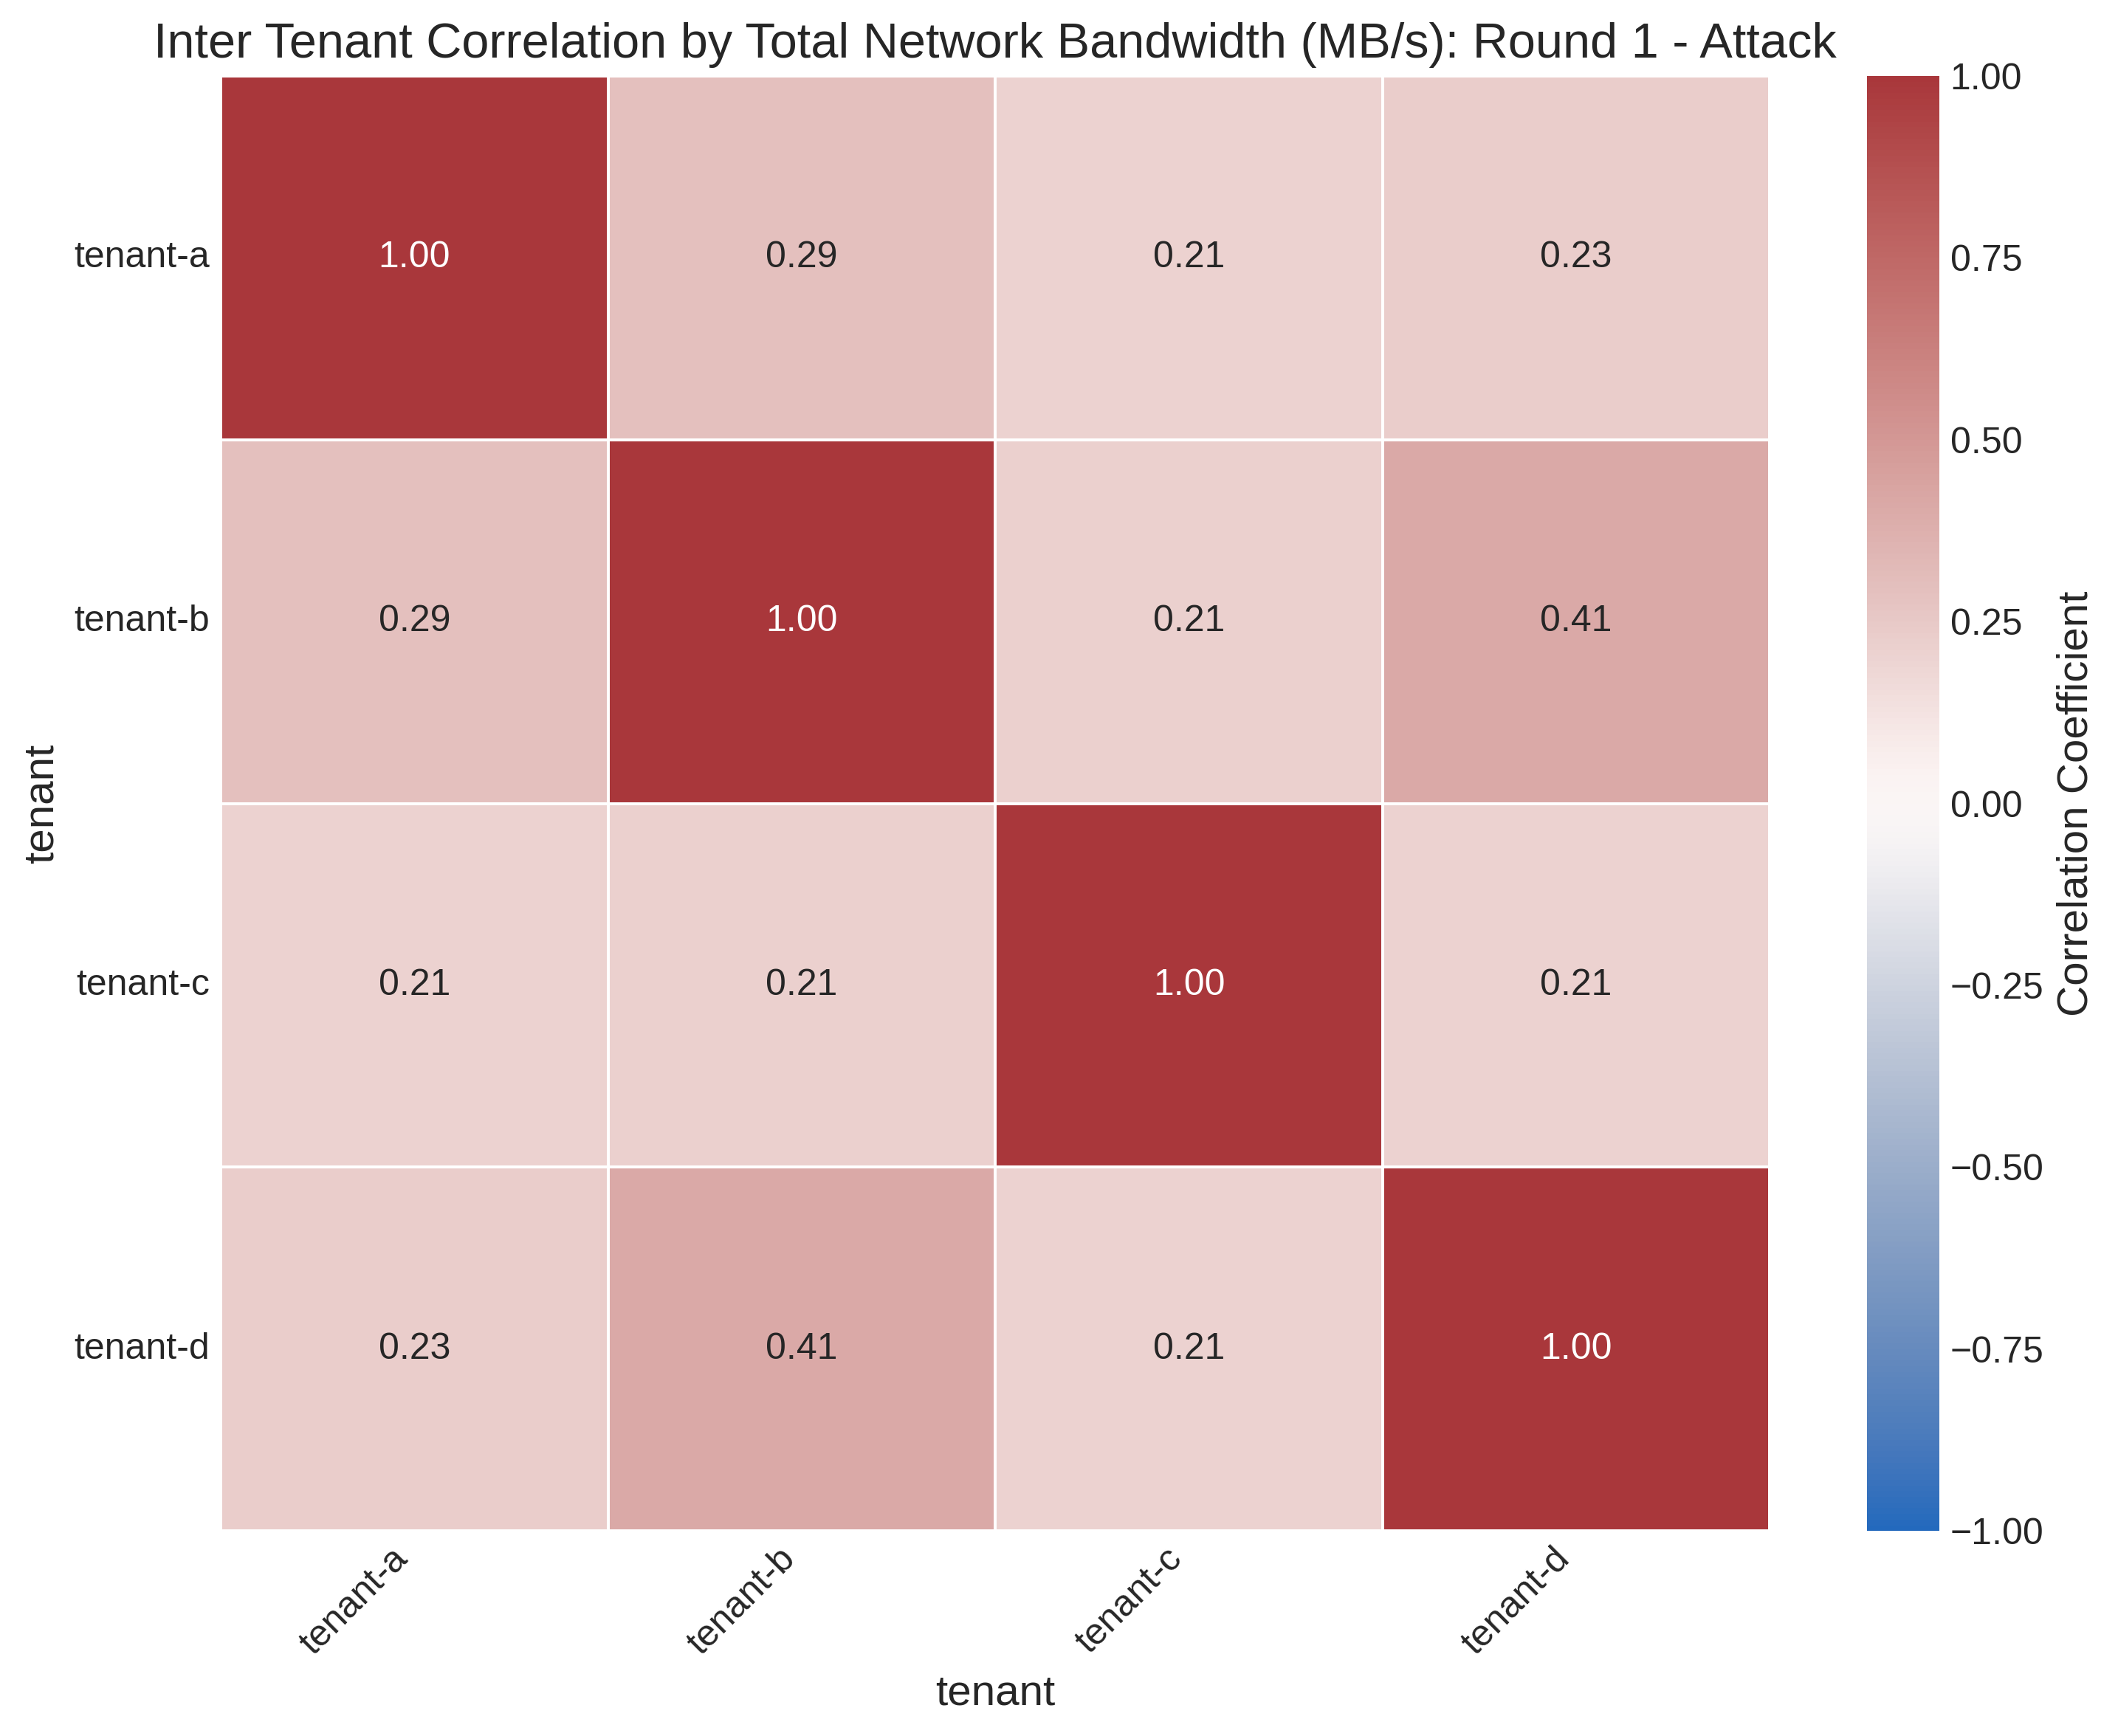 Inter Tenant Correlation by Total Network Bandwidth (MB/s): Round 1 - Attack
tenant-a 1.00 0.29 0.21 0.23
tenant-b 0.29 1.00 0.21 0.41
tenant-c 0.21 0.21 1.00 0.21
tenant-d 0.23 0.41 0.21 1.00
tenant-a tenant-b tenant-c tenant-d
tenant
tenant
1.00
0.75
0.50
0.25
0.00
−0.25
−0.50
−0.75
−1.00
Correlation Coefficient